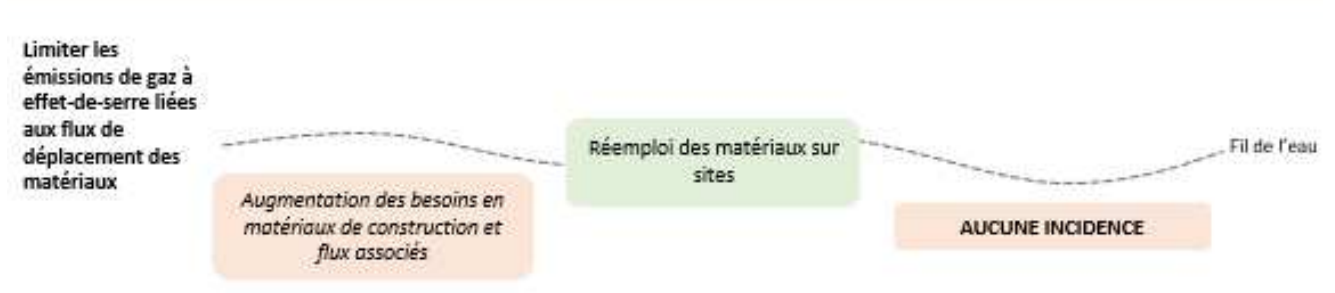 Limiter les
émissions de gaz à
effet-de-serre liées
aux flux de
déplacement des
matériaux
Augmentation des besoins en
matériaux de construction et
flux associés
Réemploi des matériaux sur
sites
Fil de l'eau
AUCUNE INCIDENCE